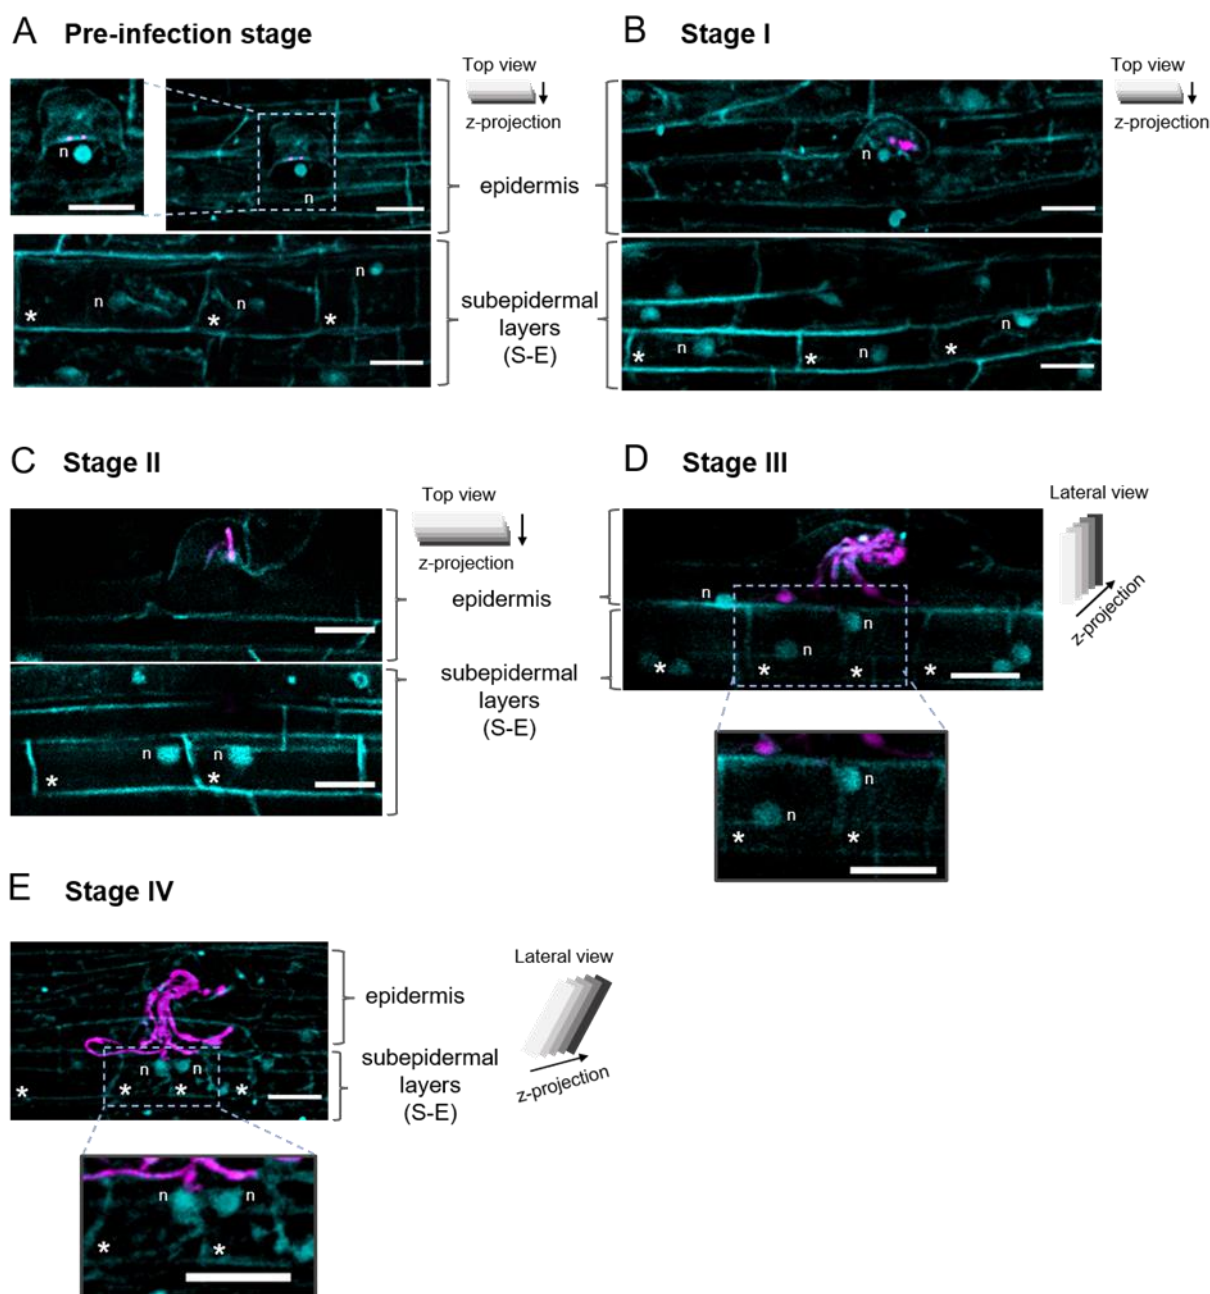 A Pre-infection stage
Top view
z-projection
n
n
epidermis
n
n
n
* * *
subepidermal
layers
(S-E)
B Stage I
Top view
z-projection
n
n
n
n
* * *
C Stage II
Top view
z-projection
epidermis
n
n
* *
subepidermal
layers
(S-E)
D Stage III
Lateral view
z-projection
n
n
n
* * * *
n
n
* *
E Stage IV
epidermis
Lateral view
z-projection
subepidermal
layers
(S-E)
n n
* * * *
n n
* *